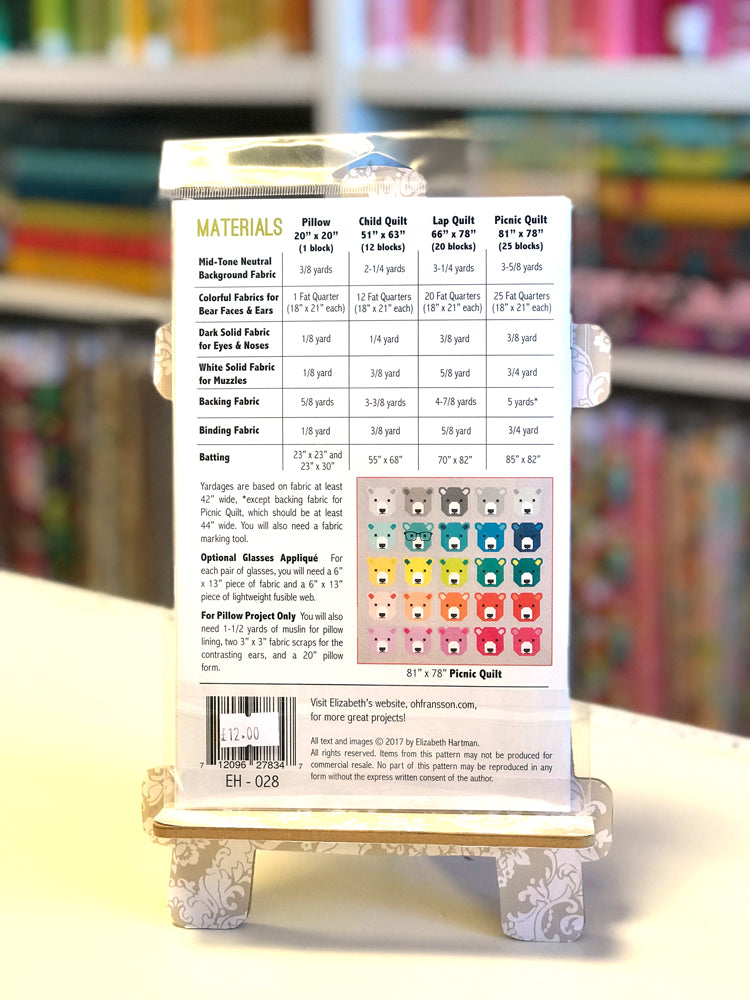 MATERIALS Pillow Child Quilt Lap Quilt Picnic Quilt
20" x 20" 51" x 63" 66" x 78" 81" x 78"
(1 block) (12 blocks) (20 blocks) (25 blocks)
Mid-Tone Neutral
Background Fabric 3/8 yards 2-1/4 yards 3-1/4 yards 3-5/8 yards
Colorful Fabrics for 1 Fat Quarter 12 Fat Quarters 20 Fat Quarters 25 Fat Quarters
Bear Faces & Ears (18" x 21" each) (18" x 21" each) (18" x 21" each) (18" x 21" each)
Dark Solid Fabric
for Eyes & Noses 1/8 yard 1/4 yard 3/8 yard 3/8 yard
White Solid Fabric
for Muzzles 1/8 yard 3/8 yard 5/8 yard 3/4 yard
Backing Fabric 5/8 yards 3-3/8 yards 4-7/8 yards 5 yards*
Binding Fabric 1/8 yard 3/8 yard 5/8 yard 3/4 yard
Batting 23" x 23" and 55" x 68" 70" x 82" 85" x 82"
23" x 30"
Yardages are based on fabric at least
42" wide, *except backing fabric for
Picnic Quilt, which should be at least
44" wide. You will also need a fabric
marking tool.
Optional Glasses Appliqué For
each pair of glasses, you will need a 6"
x 13" piece of fabric and a 6" x 13"
piece of lightweight fusible web.
For Pillow Project Only You will also
need 1-1/2 yards of muslin for pillow
lining, two 3" x 3" fabric scraps for the
contrasting ears, and a 20" pillow
form.
81" x 78" Picnic Quilt
£12.00
7 12096 27834 7
EH - 028
Visit Elizabeth's website, ohfransson.com,
for more great projects!
All text and images © 2017 by Elizabeth Hartman.
All rights reserved. Items from this pattern may not be produced for
commercial resale. No part of this pattern may be reproduced in any
form without the express written consent of the author.